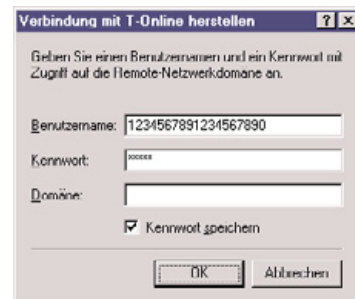 Verbindung mit T-Online herstellen
Geben Sie einen Benutzernamen und ein Kennwort mit
Zugriff auf die Remote-Netzwerkdomäne an.
Benutzername: 1234567891234567890
Kennwort: *****
Domäne:
Kennwort speichern
OK Abbrechen